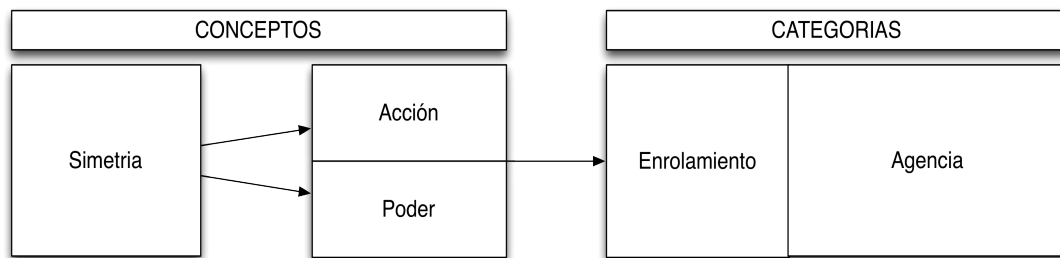 CONCEPTOS
CATEGORIAS
Simetria
Acción
Poder
Enrolamiento
Agencia